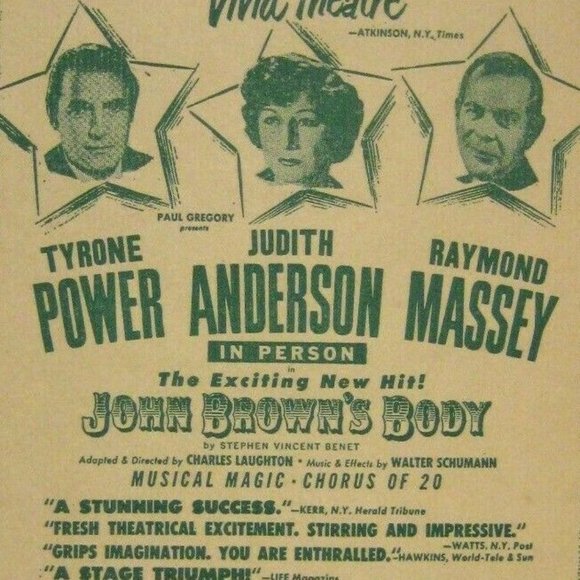 Vivid Theatre
—ATKINSON, N.Y. Times
PAUL GREGORY
presents
TYRONE
POWER
JUDITH
ANDERSON
RAYMOND
MASSEY
IN PERSON
in
The Exciting New Hit!
JOHN BROWN'S BODY
by STEPHEN VINCENT BENET
Adapted & Directed by CHARLES LAUGHTON • Music & Effects by WALTER SCHUMANN
MUSICAL MAGIC • CHORUS OF 20
"A STUNNING SUCCESS."—KERR, N.Y. Herald Tribune
"FRESH THEATRICAL EXCITEMENT. STIRRING AND IMPRESSIVE."
—WATTS, N.Y. Post
"GRIPS IMAGINATION. YOU ARE ENTHRALLED."—HAWKINS, World-Tele & Sun
"A STAGE TRIUMPH!"—LIFE Magazine